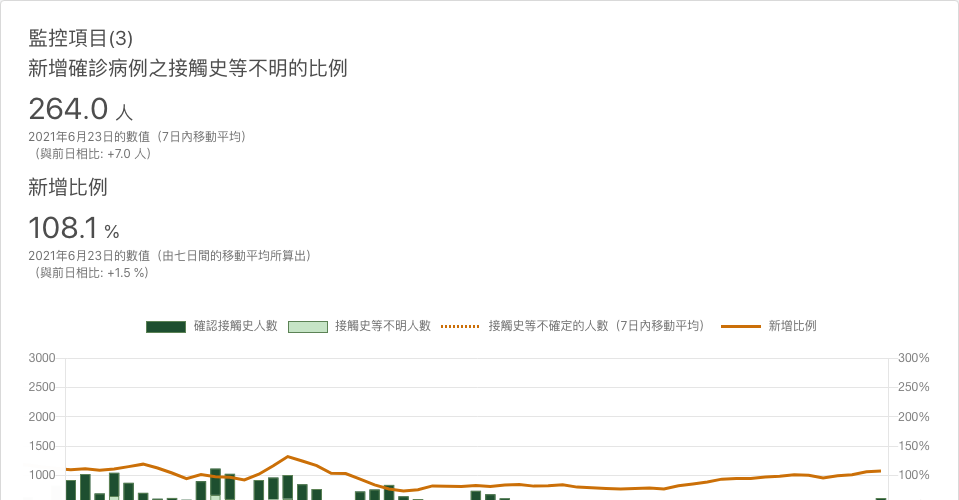 監控項目(3)
新增確診病例之接觸史等不明的比例
264.0 人
2021年6月23日的數值（7日內移動平均）
（與前日相比: +7.0 人）
新增比例
108.1 %
2021年6月23日的數值（由七日間的移動平均所算出）
（與前日相比: +1.5 %）
確認接觸史人數 接觸史等不明人數 接觸史等不確定的人數（7日內移動平均） 新增比例
3000 300%
2500 250%
2000 200%
1500 150%
1000 100%